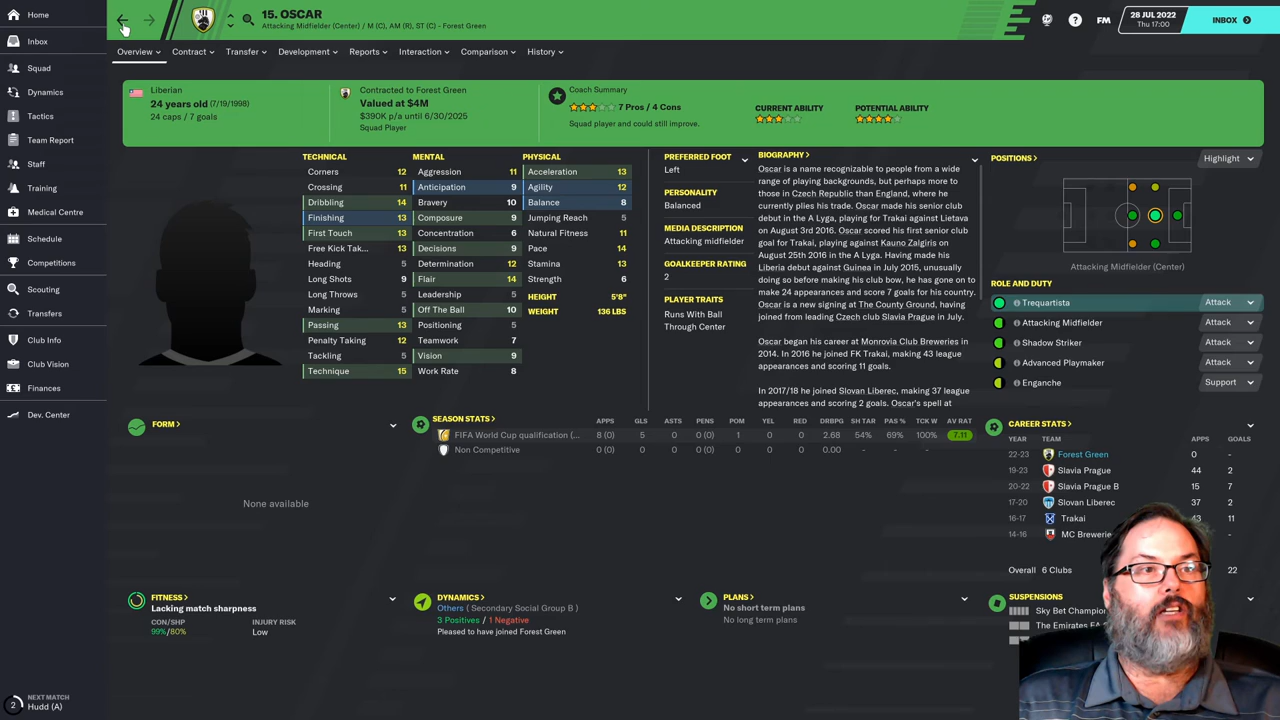 Home
Inbox
Squad
Dynamics
Tactics
Team Report
Staff
Training
Medical Centre
Schedule
Competitions
Scouting
Transfers
Club Info
Club Vision
Finances
Dev. Center
2
NEXT MATCH
Hudd (A)
15. OSCAR
Attacking Midfielder (Center) / M (C), AM (R), ST (C) - Forest Green
FM
28 JUL 2022
Thu 17:00
INBOX
Overview
Contract
Transfer
Development
Reports
Interaction
Comparison
History
Liberian
24 years old (7/19/1998)
24 caps / 7 goals
Contracted to Forest Green
Valued at $4M
$390K p/a until 6/30/2025
Squad Player
Coach Summary
7 Pros / 4 Cons
Squad player and could still improve.
CURRENT ABILITY
POTENTIAL ABILITY
TECHNICAL
Corners 12
Crossing 11
Dribbling 14
Finishing 13
First Touch 13
Free Kick Tak... 13
Heading 5
Long Shots 9
Long Throws 5
Marking 5
Passing 13
Penalty Taking 12
Tackling 5
Technique 15
MENTAL
Aggression 11
Anticipation 9
Bravery 10
Composure 9
Concentration 6
Decisions 9
Determination 12
Flair 14
Leadership 5
Off The Ball 10
Positioning 5
Teamwork 7
Vision 9
Work Rate 8
PHYSICAL
Acceleration 13
Agility 12
Balance 8
Jumping Reach 5
Natural Fitness 11
Pace 14
Stamina 13
Strength 6
HEIGHT 5'8"
WEIGHT 136 LBS
PREFERRED FOOT
Left
PERSONALITY
Balanced
MEDIA DESCRIPTION
Attacking midfielder
GOALKEEPER RATING
2
PLAYER TRAITS
Runs With Ball
Through Center
BIOGRAPHY
Oscar is a name recognizable to people from a wide
range of playing backgrounds, but perhaps more to
those in Czech Republic than England, where he
currently plies his trade. Oscar made his senior club
debut in the A Lyga, playing for Trakai against Lietava
on August 3rd 2016. Oscar scored his first senior club
goal for Trakai, playing against Kauno Zalgiris on
August 25th 2016 in the A Lyga. Having made his
Liberia debut against Guinea in July 2015, unusually
doing so before making his club bow, he has gone on to
make 24 appearances and score 7 goals for his country.
Oscar is a new signing at The County Ground, having
joined from leading Czech club Slavia Prague in July.
Oscar began his career at Monrovia Club Breweries in
2014. In 2016 he joined FK Trakai, making 43 league
appearances and scoring 11 goals.
In 2017/18 he joined Slovan Liberec, making 37 league
appearances and scoring 2 goals. Oscar's spell at
POSITIONS
Highlight
Attacking Midfielder (Center)
ROLE AND DUTY
Trequartista Attack
Attacking Midfielder Attack
Shadow Striker Attack
Advanced Playmaker Attack
Enganche Support
FORM
None available
SEASON STATS APPS GLS ASTS PENS POM YEL RED DRBPG SH TAR PAS % TCK W AV RAT
FIFA World Cup qualification (... 8 (0) 5 0 0 (0) 1 0 0 2.68 54% 69% 100% 7.11
Non Competitive 0 (0) 0 0 0 (0) 0 0 0 0.00 - - - -
CAREER STATS
YEAR TEAM APPS GOALS
22-23 Forest Green 0 -
19-23 Slavia Prague 44 2
20-22 Slavia Prague B 15 7
17-20 Slovan Liberec 37 2
16-17 Trakai 43 11
14-16 MC Brewerie -
Overall 6 Clubs 22
FITNESS
Lacking match sharpness
CON/SHP
99%/80%
INJURY RISK
Low
DYNAMICS
Others ( Secondary Social Group B )
3 Positives / 1 Negative
Pleased to have joined Forest Green
PLANS
No short term plans
No long term plans
SUSPENSIONS
Sky Bet Champio
The Emirates FA